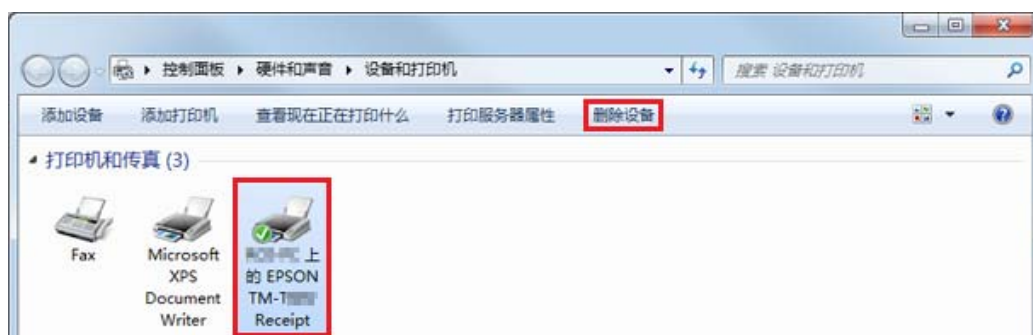 控制面板 ▸ 硬件和声音 ▸ 设备和打印机
搜索 设备和打印机
添加设备 添加打印机 查看现在正在打印什么 打印服务器属性 删除设备
打印机和传真 (3)
Fax
Microsoft
XPS
Document
Writer
上
的 EPSON
TM-T
Receipt